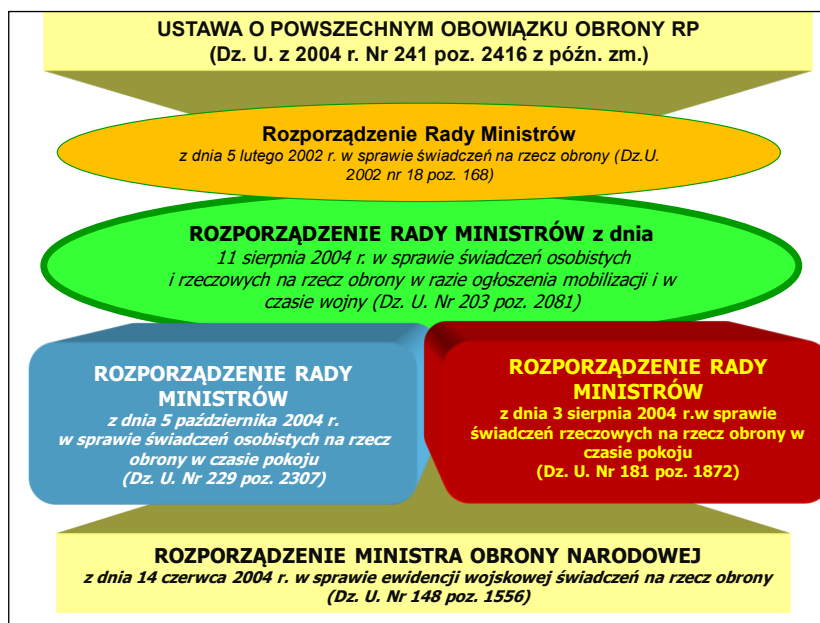 USTAWA O POWSZECHNYM OBOWIĄZKU OBRONY RP
(Dz. U. z 2004 r. Nr 241 poz. 2416 z późn. zm.)
Rozporządzenie Rady Ministrów
z dnia 5 lutego 2002 r. w sprawie świadczeń na rzecz obrony (Dz.U.
2002 nr 18 poz. 168)
ROZPORZĄDZENIE RADY MINISTRÓW z dnia
11 sierpnia 2004 r. w sprawie świadczeń osobistych
i rzeczowych na rzecz obrony w razie ogłoszenia mobilizacji i w
czasie wojny (Dz. U. Nr 203 poz. 2081)
ROZPORZĄDZENIE RADY
MINISTRÓW
z dnia 5 października 2004 r.
w sprawie świadczeń osobistych na rzecz
obrony w czasie pokoju
(Dz. U. Nr 229 poz. 2307)
ROZPORZĄDZENIE RADY
MINISTRÓW
z dnia 3 sierpnia 2004 r.w sprawie
świadczeń rzeczowych na rzecz obrony w
czasie pokoju
(Dz. U. Nr 181 poz. 1872)
ROZPORZĄDZENIE MINISTRA OBRONY NARODOWEJ
z dnia 14 czerwca 2004 r. w sprawie ewidencji wojskowej świadczeń na rzecz obrony
(Dz. U. Nr 148 poz. 1556)